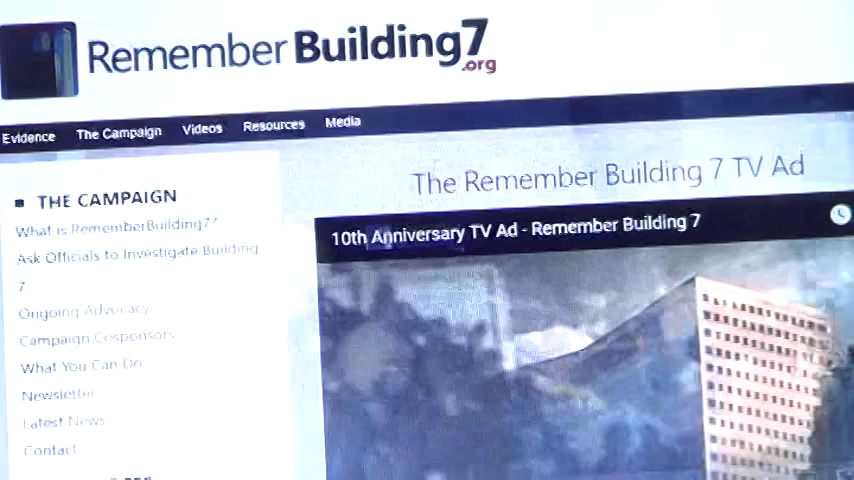 RememberBuilding7
.org
Evidence The Campaign Videos Resources Media
The Remember Building 7 TV Ad
THE CAMPAIGN
What is RememberBuilding7?
Ask Officials to Investigate Building
7
Ongoing Advocacy
Campaign Cosponsors
What You Can Do
Newsletter
Latest News
Contact
10th Anniversary TV Ad - Remember Building 7